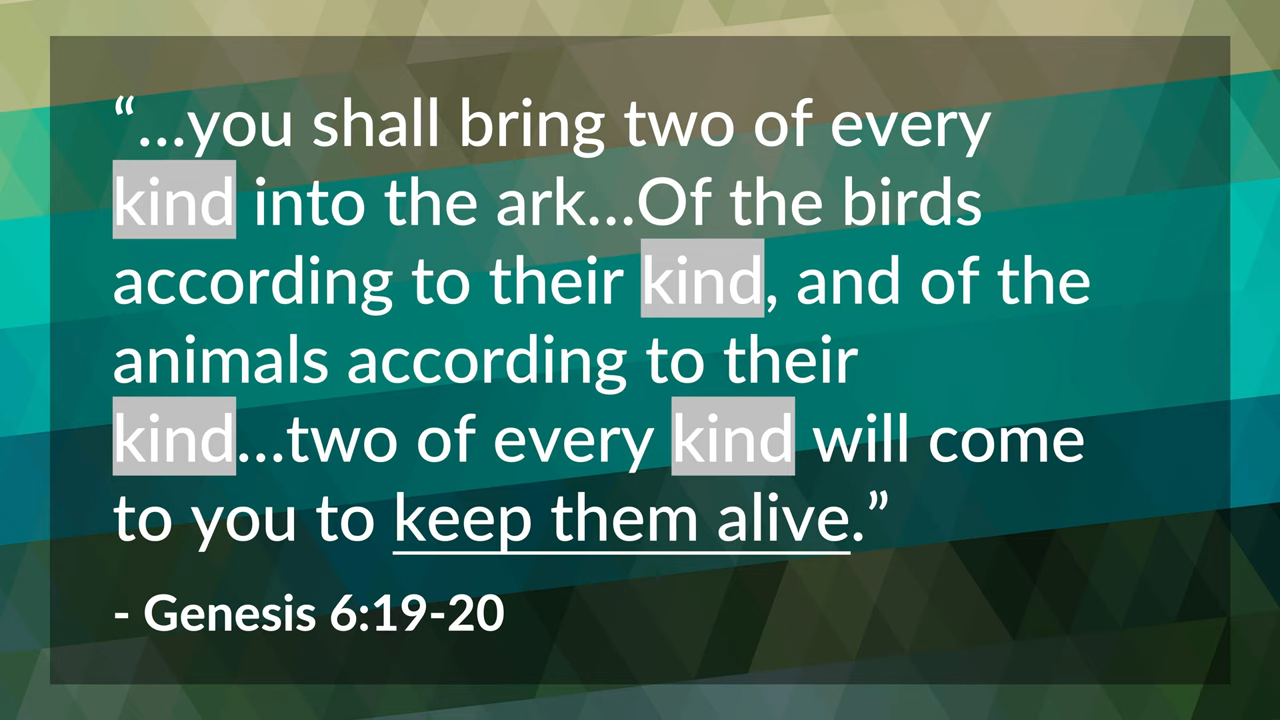 “…you shall bring two of every
kind into the ark…Of the birds
according to their kind, and of the
animals according to their
kind…two of every kind will come
to you to keep them alive.”
- Genesis 6:19-20